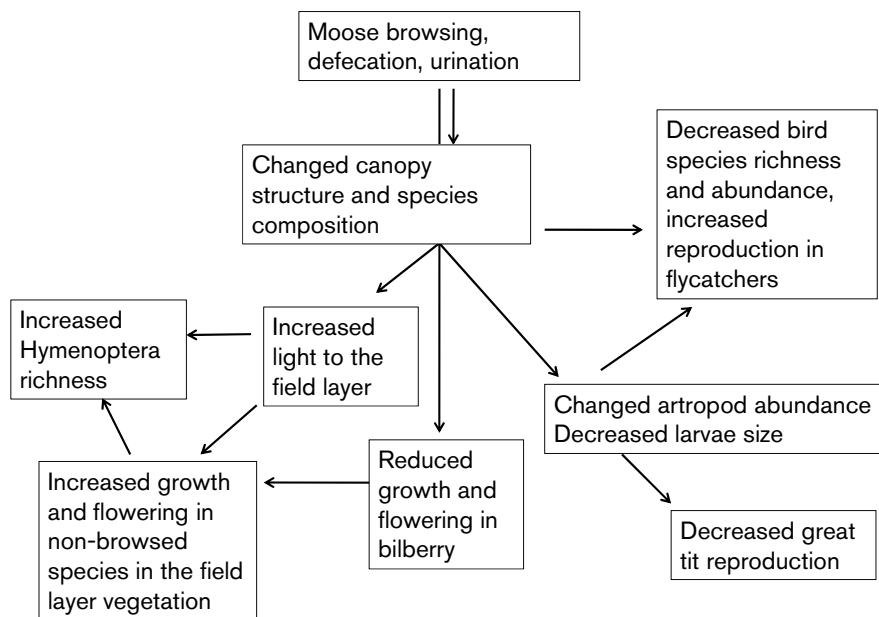 Moose browsing,
defecation, urination
Changed canopy
structure and species
composition
Decreased bird
species richness
and abundance,
increased
reproduction in
flycatchers
Increased
Hymenoptera
richness
Increased
light to the
field layer
Changed artropod abundance
Decreased larvae size
Increased growth
and flowering in
non-browsed
species in the field
layer vegetation
Reduced
growth and
flowering in
bilberry
Decreased great
tit reproduction